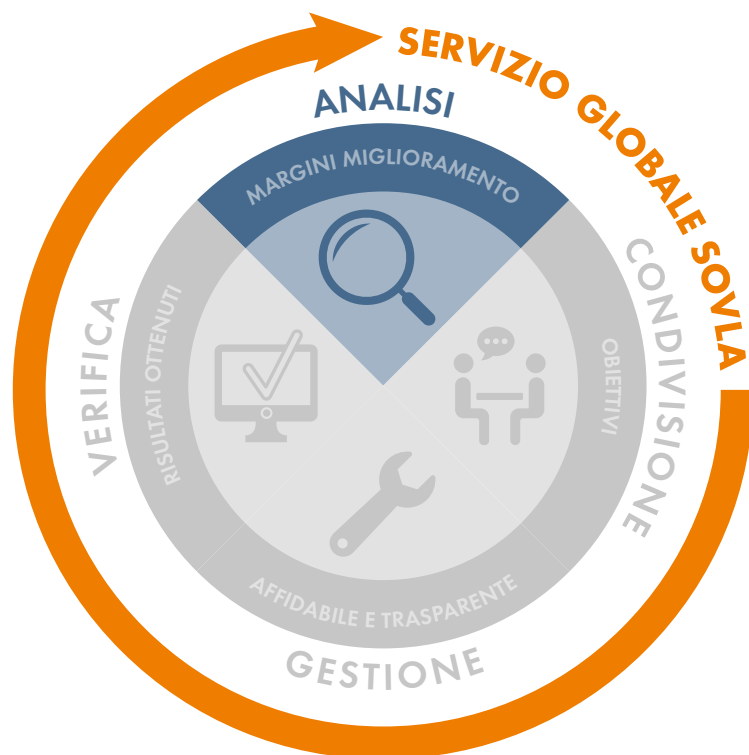 SERVIZIO GLOBALE SOVLA
ANALISI
MARGINI MIGLIORAMENTO
CONDIVISIONE
OBIETTIVI
GESTIONE
AFFIDABILE E TRASPARENTE
VERIFICA
RISULTATI OTTENUTI